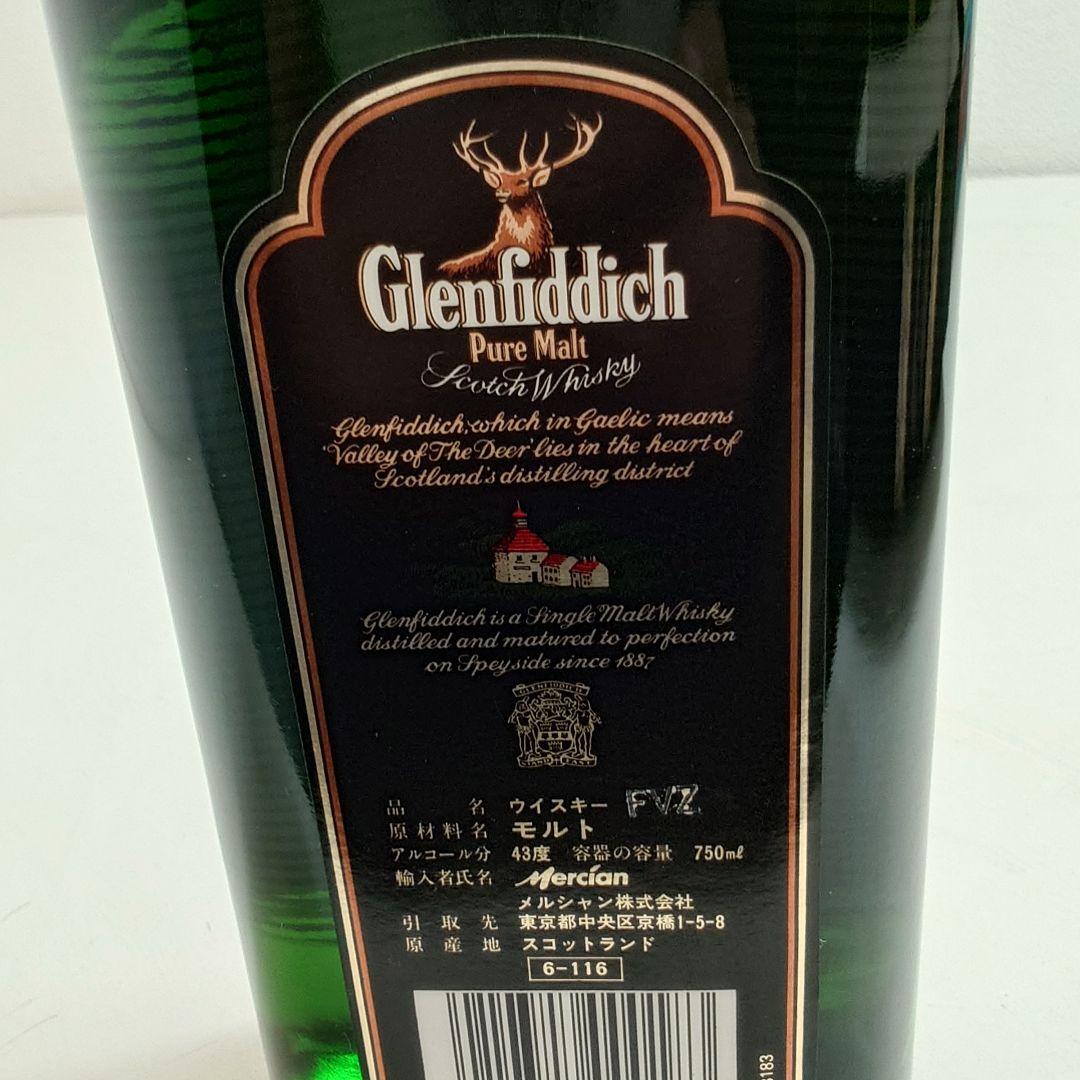 Glenfiddich
Pure Malt
Scotch Whisky
Glenfiddich, which in Gaelic means
'Valley of The Deer' lies in the heart of
Scotland's distilling district
Glenfiddich is a Single Malt Whisky
distilled and matured to perfection
on Speyside since 1887
GLENFIDDICH
STAND FAST
品名 ウイスキー FVZ
原材料名 モルト
アルコール分 43度 容器の容量 750ml
輸入者氏名 Mercian
メルシャン株式会社
引取先 東京都中央区京橋1-5-8
原産地 スコットランド
6-116